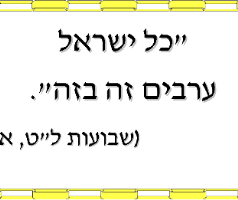 "כל ישראל
ערבים זה בזה".
(שבועות ל"ט, א